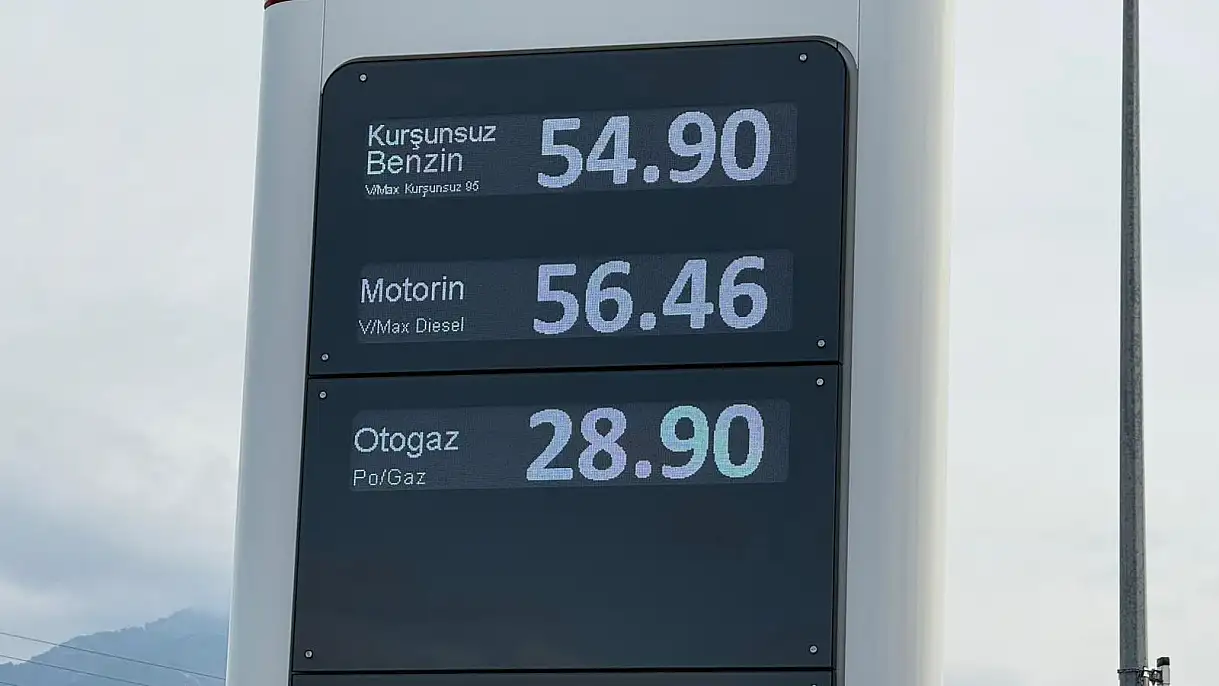 Kurşunsuz
Benzin
V/Max Kurşunsuz 95
54.90
Motorin
V/Max Diesel
56.46
Otogaz
Po/Gaz
28.90